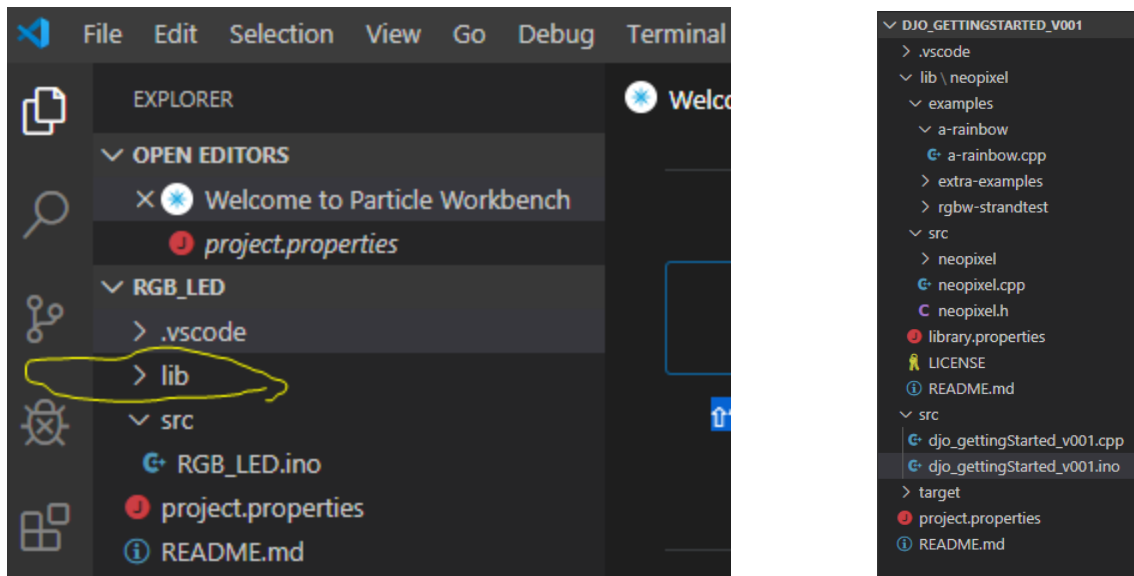 File Edit Selection View Go Debug Terminal
EXPLORER
OPEN EDITORS
Welcome to Particle Workbench
project.properties
RGB_LED
.vscode
lib
src
RGB_LED.ino
project.properties
README.md
DJO_GETTINGSTARTED_V001
.vscode
lib \ neopixel
examples
a-rainbow
a-rainbow.cpp
extra-examples
rgbw-strandtest
src
neopixel
neopixel.cpp
neopixel.h
library.properties
LICENSE
README.md
src
djo_gettingStarted_v001.cpp
djo_gettingStarted_v001.ino
target
project.properties
README.md